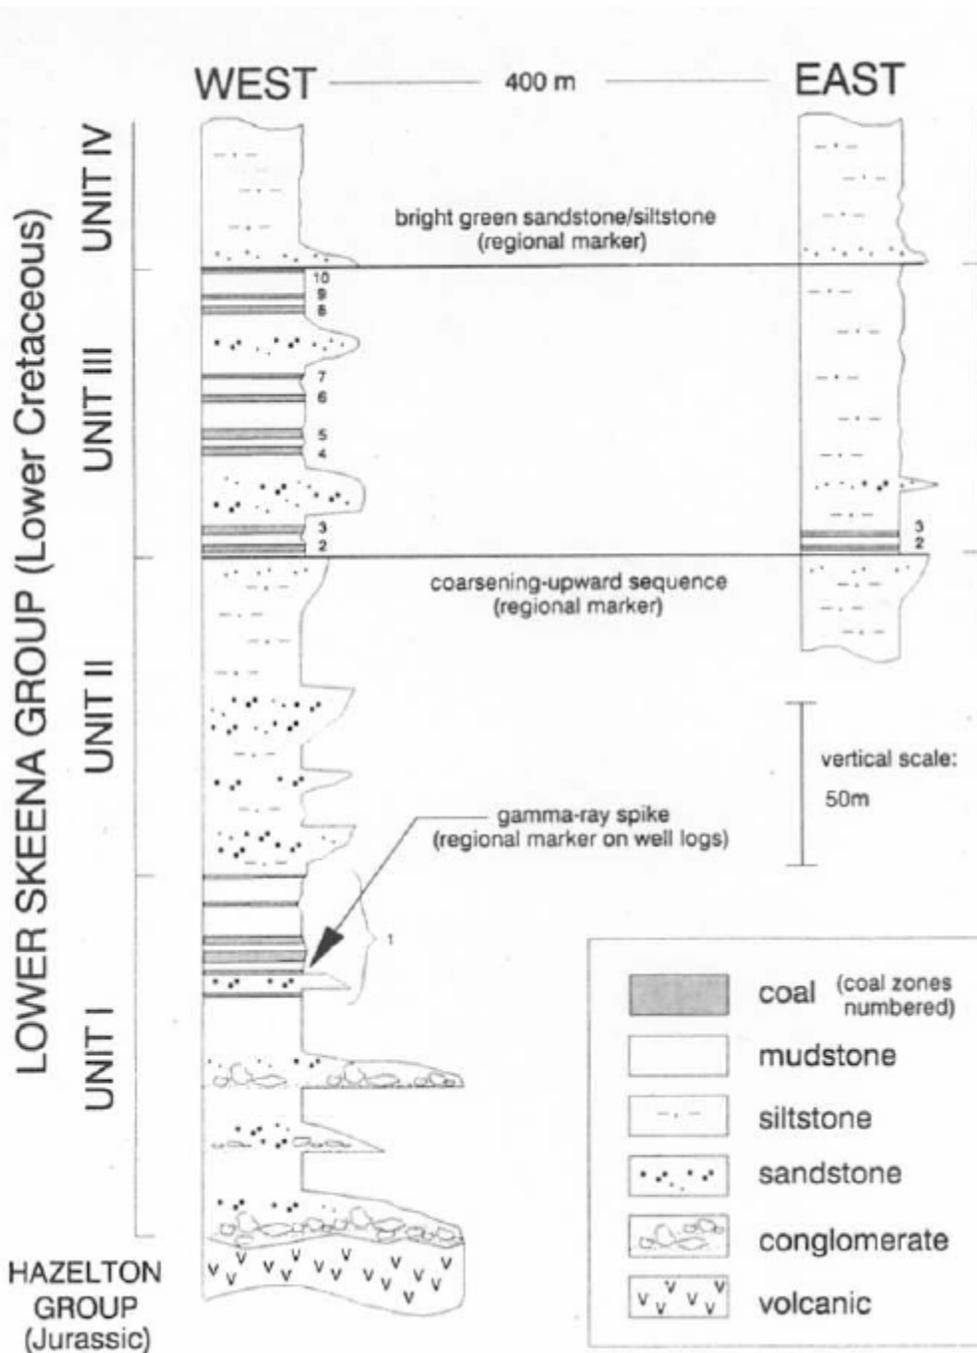 WEST
400 m
EAST
LOWER SKEENA GROUP (Lower Cretaceous)
UNIT IV
bright green sandstone/siltstone
(regional marker)
UNIT III
10
9
8
7
6
5
4
3
2
3
2
coarsening-upward sequence
(regional marker)
UNIT II
vertical scale:
50m
gamma-ray spike
(regional marker on well logs)
1
UNIT I
coal (coal zones
numbered)
mudstone
siltstone
sandstone
conglomerate
volcanic
HAZELTON
GROUP
(Jurassic)